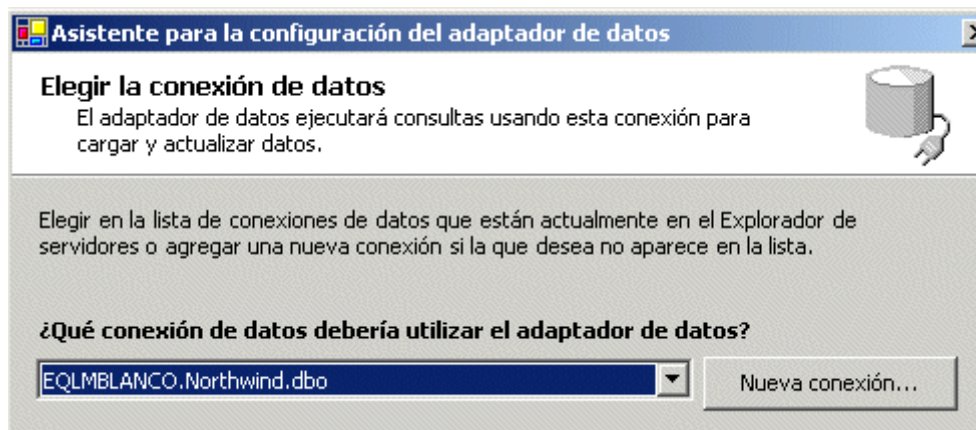 Asistente para la configuración del adaptador de datos
Elegir la conexión de datos
El adaptador de datos ejecutará consultas usando esta conexión para
cargar y actualizar datos.
Elegir en la lista de conexiones de datos que están actualmente en el Explorador de
servidores o agregar una nueva conexión si la que desea no aparece en la lista.
¿Qué conexión de datos debería utilizar el adaptador de datos?
EQLMBLANCO.Northwind.dbo
Nueva conexión...